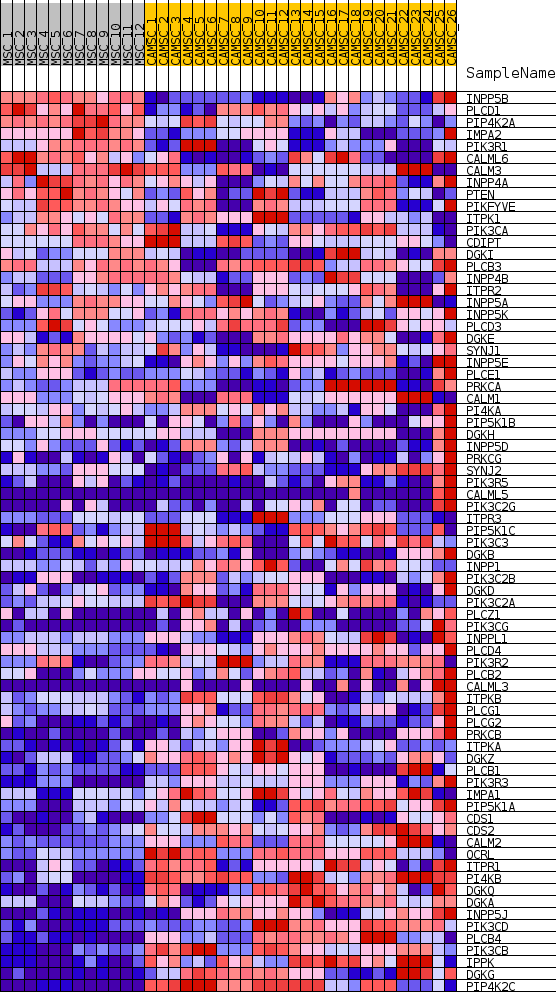 MSC_1
MSC_2
MSC_3
MSC_4
MSC_5
MSC_6
MSC_7
MSC_8
MSC_9
MSC_10
MSC_11
MSC_12
CAMSC_1
CAMSC_2
CAMSC_3
CAMSC_4
CAMSC_5
CAMSC_6
CAMSC_7
CAMSC_8
CAMSC_9
CAMSC_10
CAMSC_11
CAMSC_12
CAMSC_13
CAMSC_14
CAMSC_15
CAMSC_16
CAMSC_17
CAMSC_18
CAMSC_19
CAMSC_20
CAMSC_21
CAMSC_22
CAMSC_23
CAMSC_24
CAMSC_25
CAMSC_26
SampleName
INPP5B
PLCD1
PIP4K2A
IMPA2
PIK3R1
CALML6
CALM3
INPP4A
PTEN
PIKFYVE
ITPK1
PIK3CA
CDIPT
DGKI
PLCB3
INPP4B
ITPR2
INPP5A
INPP5K
PLCD3
DGKE
SYNJ1
INPP5E
PLCE1
PRKCA
CALM1
PI4KA
PIP5K1B
DGKH
INPP5D
PRKCG
SYNJ2
PIK3R5
CALML5
PIK3C2G
ITPR3
PIP5K1C
PIK3C3
DGKB
INPP1
PIK3C2B
DGKD
PIK3C2A
PLCZ1
PIK3CG
INPPL1
PLCD4
PIK3R2
PLCB2
CALML3
ITPKB
PLCG1
PLCG2
PRKCB
ITPKA
DGKZ
PLCB1
PIK3R3
IMPA1
PIP5K1A
CDS1
CDS2
CALM2
OCRL
ITPR1
PI4KB
DGKQ
DGKA
INPP5J
PIK3CD
PLCB4
PIK3CB
IPPK
DGKG
PIP4K2C